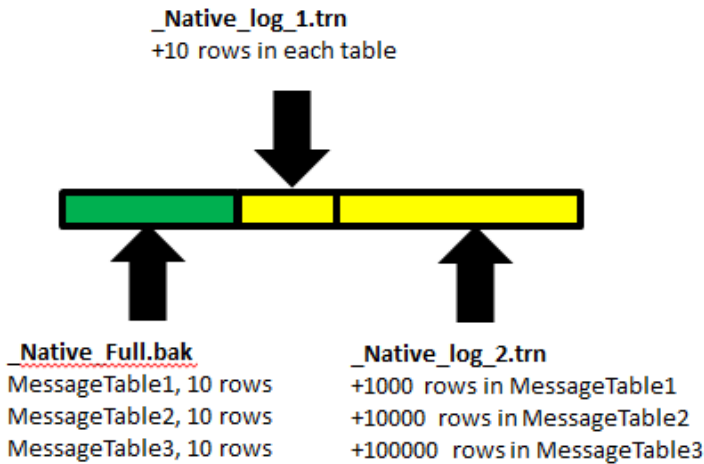 _Native_log_1.trn
+10 rows in each table
_Native_Full.bak
MessageTable1, 10 rows
MessageTable2, 10 rows
MessageTable3, 10 rows
_Native_log_2.trn
+1000 rows in MessageTable1
+10000 rows in MessageTable2
+100000 rows in MessageTable3